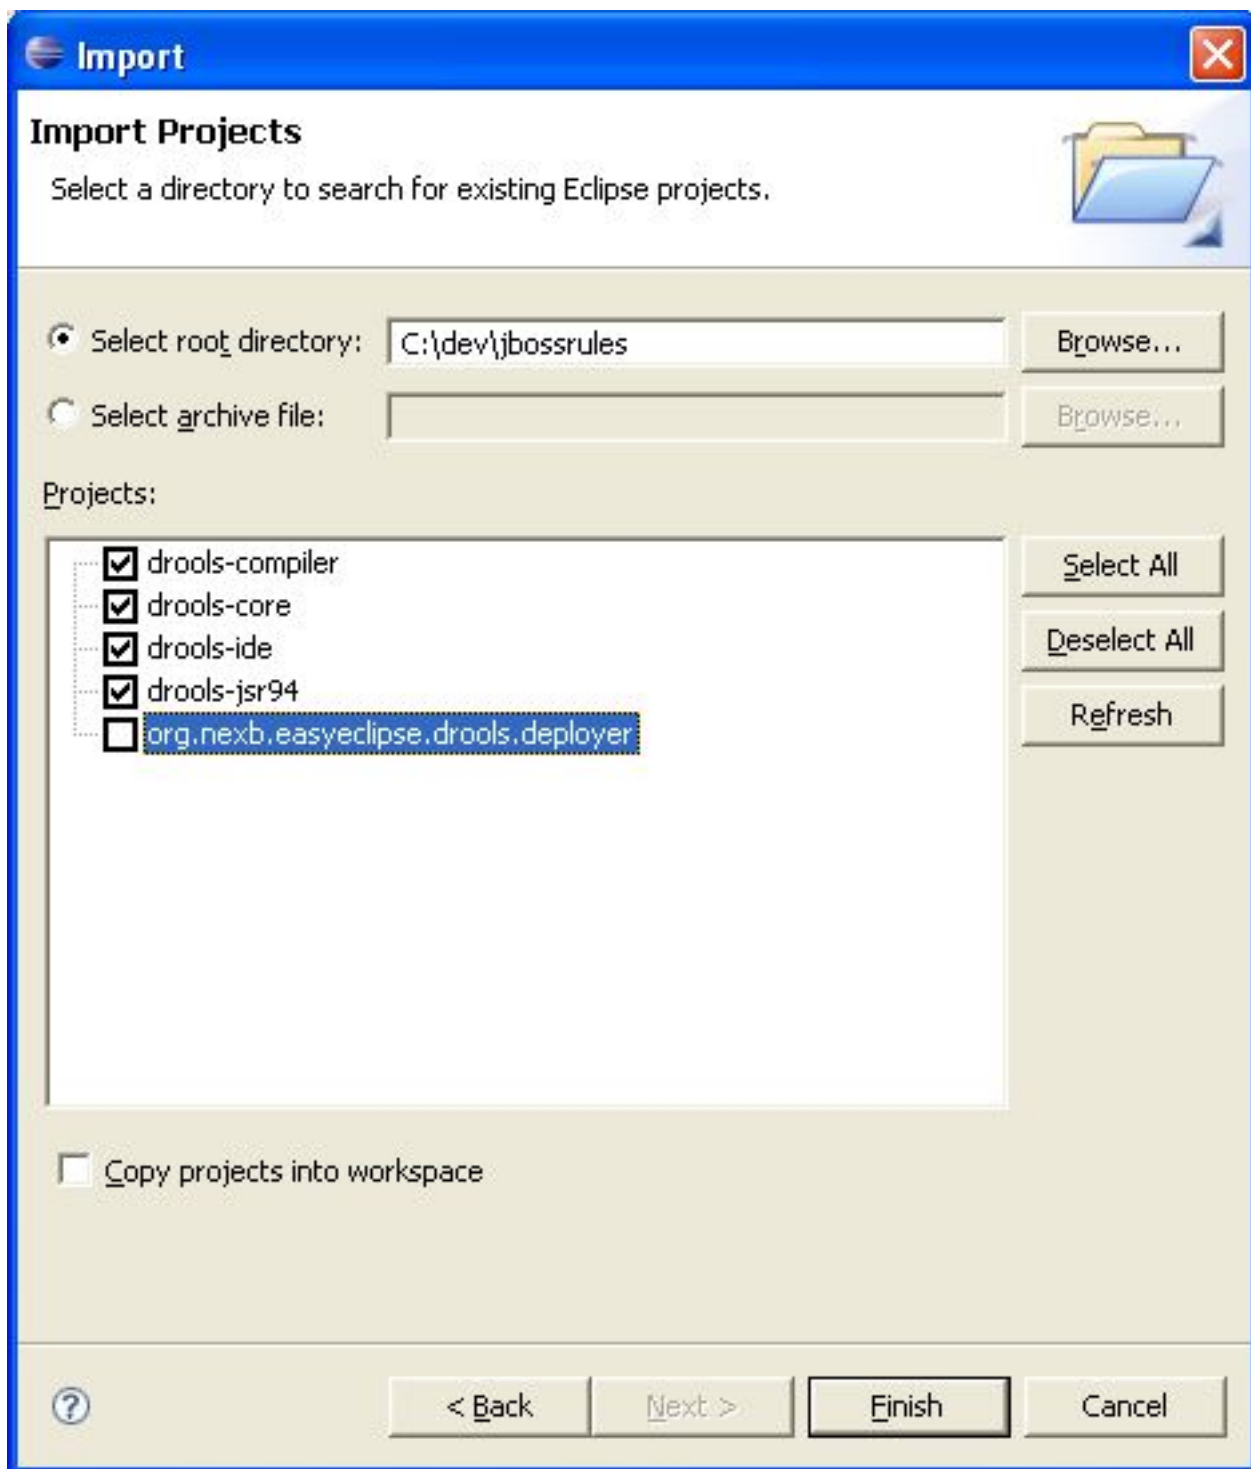 Import
Import Projects
Select a directory to search for existing Eclipse projects.
Select root directory: C:\dev\jbossrules Browse...
Select archive file: Browse...
Projects:
drools-compiler Select All
drools-core
drools-ide Deselect All
drools-jsr94
org.nexb.easyeclipse.drools.deployer Refresh
Copy projects into workspace
? < Back Next > Finish Cancel